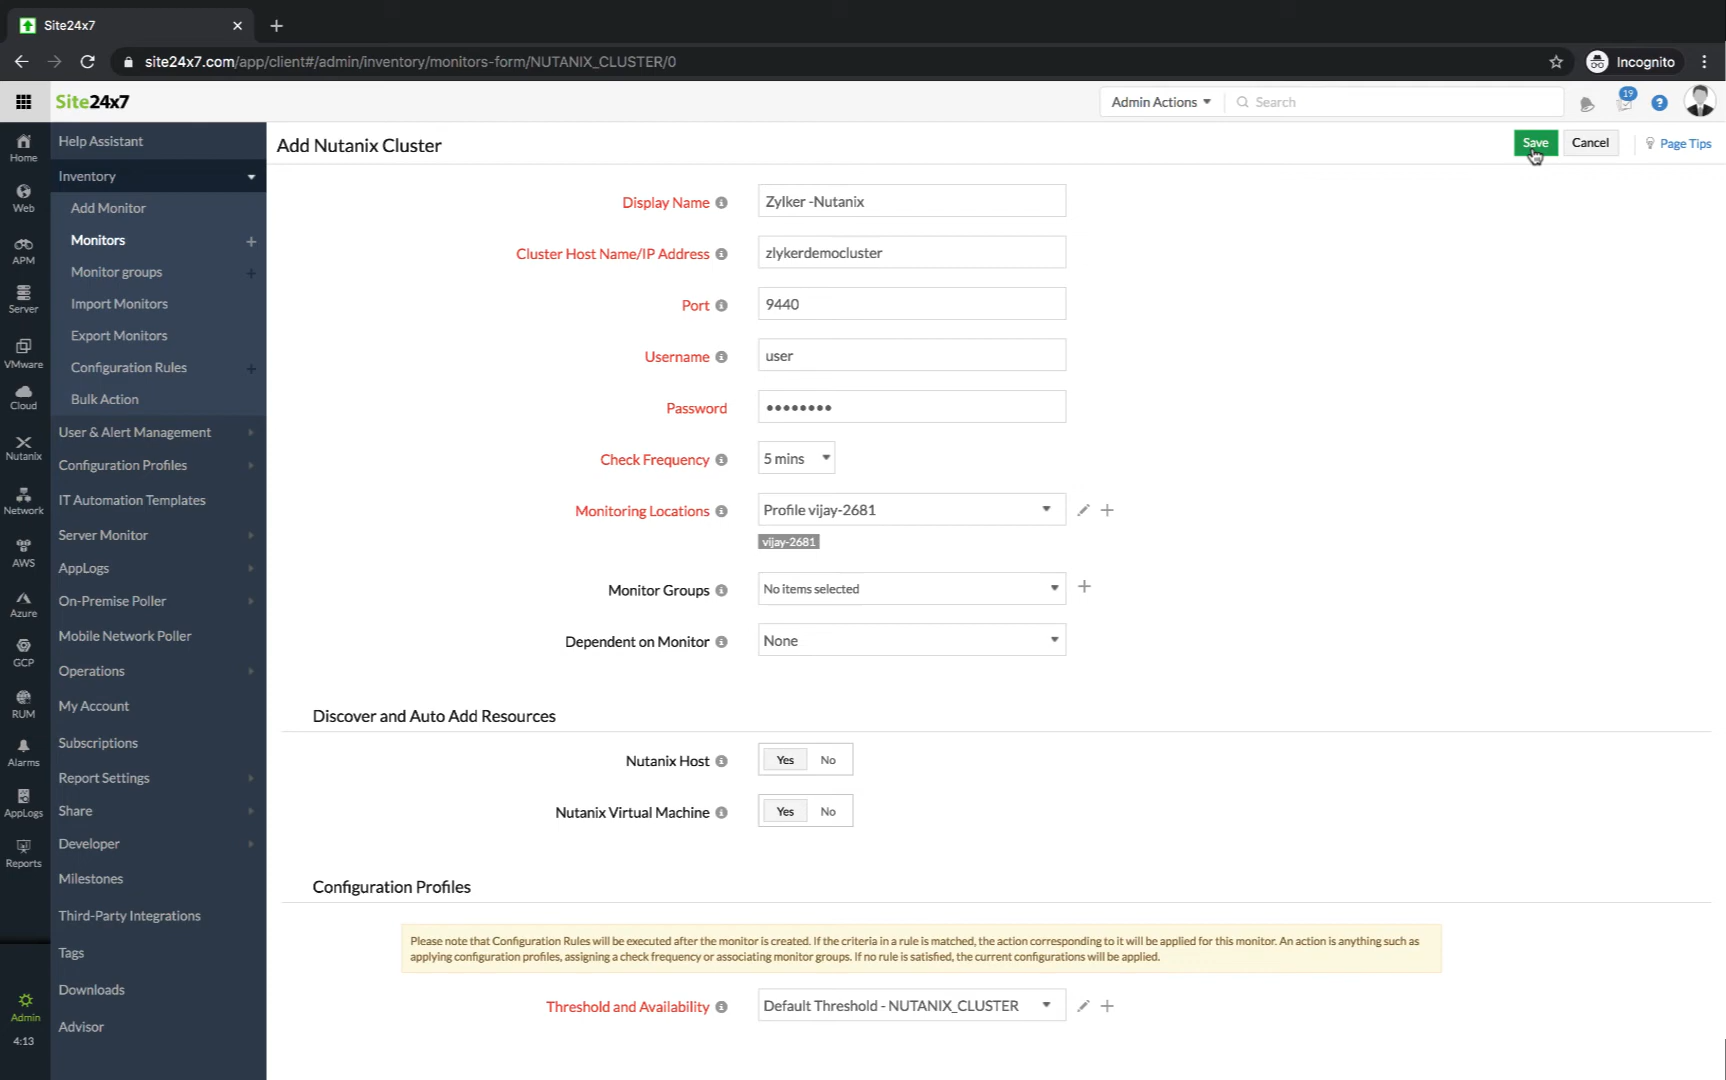 Site24x7
site24x7.com/app/client#/admin/inventory/monitors-form/NUTANIX_CLUSTER/0
Incognito
Site24x7
Admin Actions
Search
19
Home
Web
APM
Server
VMware
Cloud
Nutanix
Network
AWS
Azure
GCP
RUM
Alarms
AppLogs
Reports
Admin
4:13
Help Assistant
Inventory
Add Monitor
Monitors
Monitor groups
Import Monitors
Export Monitors
Configuration Rules
Bulk Action
User & Alert Management
Configuration Profiles
IT Automation Templates
Server Monitor
AppLogs
On-Premise Poller
Mobile Network Poller
Operations
My Account
Subscriptions
Report Settings
Share
Developer
Milestones
Third-Party Integrations
Tags
Downloads
Advisor
Add Nutanix Cluster
Save
Cancel
Page Tips
Display Name
Zylker -Nutanix
Cluster Host Name/IP Address
zlykerdemocluster
Port
9440
Username
user
Password
••••••••
Check Frequency
5 mins
Monitoring Locations
Profile vijay-2681
vijay-2681
Monitor Groups
No items selected
Dependent on Monitor
None
Discover and Auto Add Resources
Nutanix Host
Yes No
Nutanix Virtual Machine
Yes No
Configuration Profiles
Please note that Configuration Rules will be executed after the monitor is created. If the criteria in a rule is matched, the action corresponding to it will be applied for this monitor. An action is anything such as
applying configuration profiles, assigning a check frequency or associating monitor groups. If no rule is satisfied, the current configurations will be applied.
Threshold and Availability
Default Threshold - NUTANIX_CLUSTER